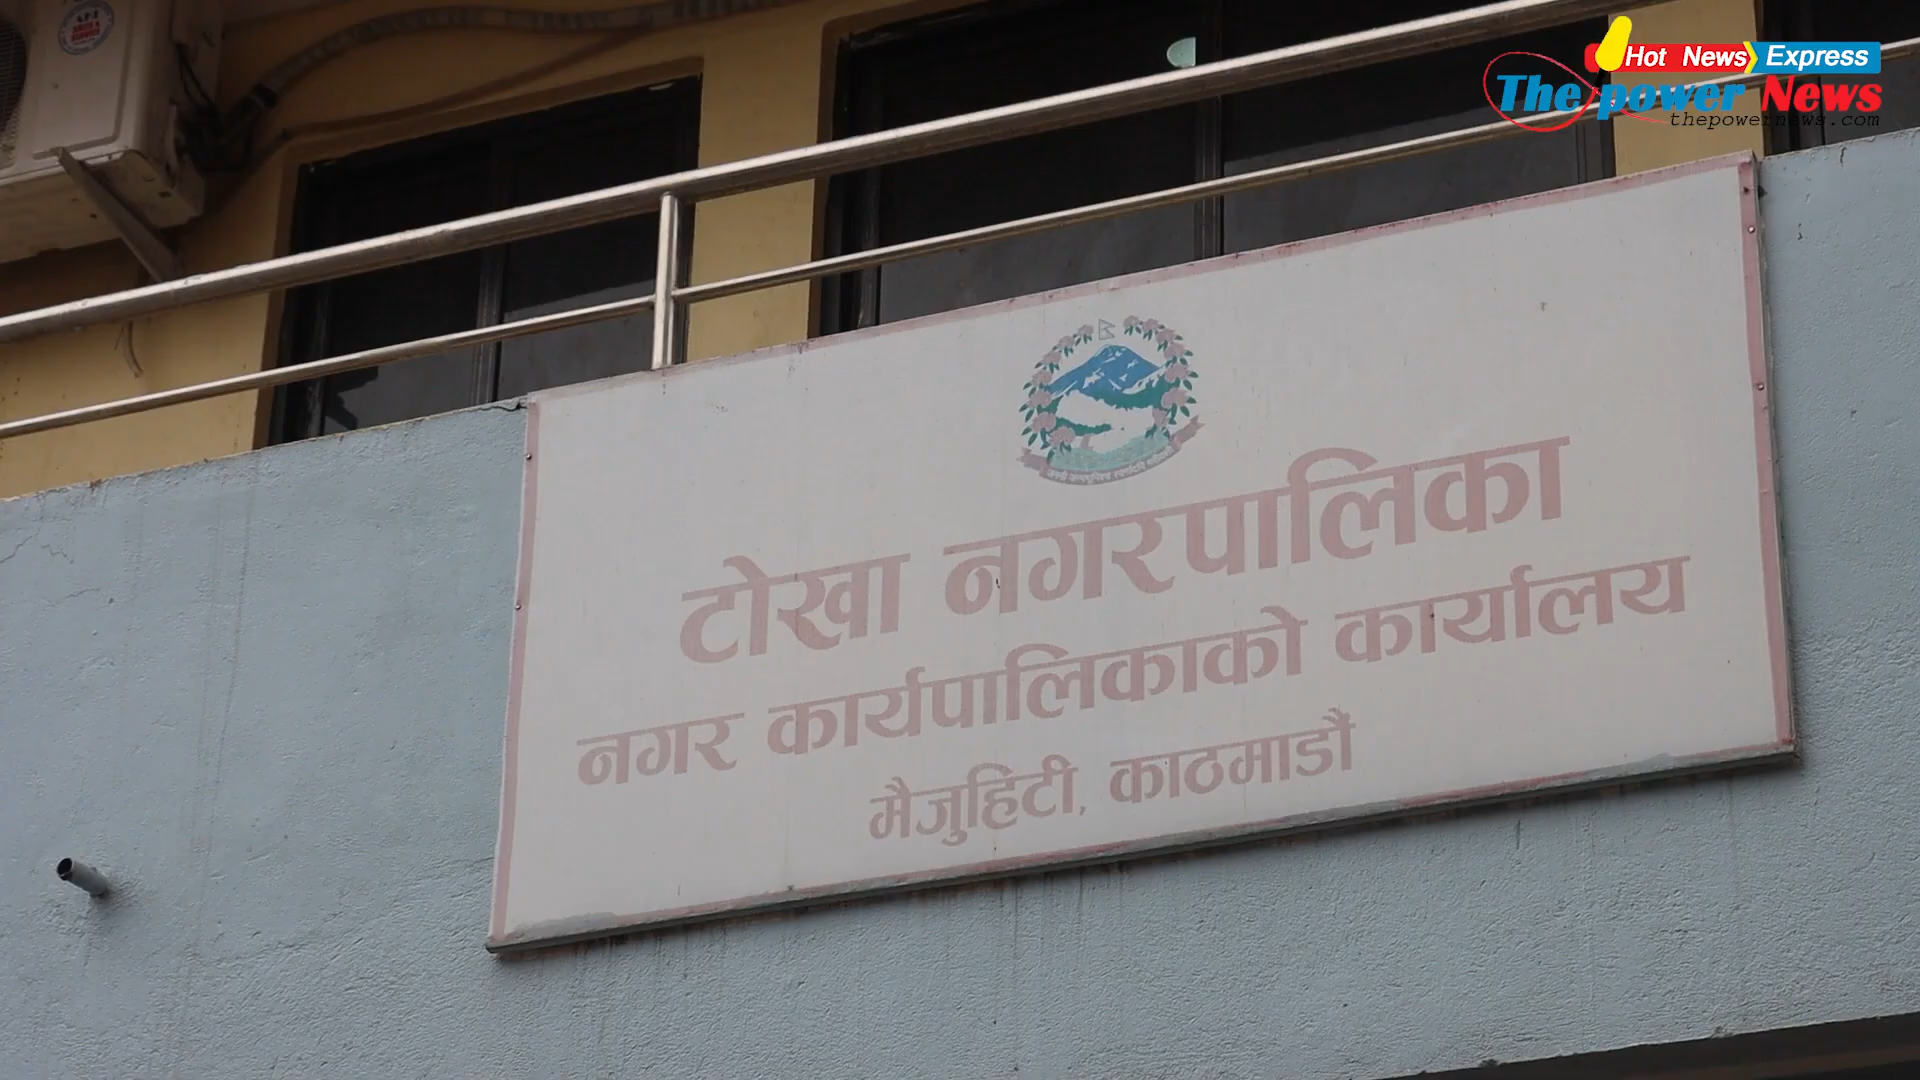 Hot News Express
The power News
thepowernews.com
टोखा नगरपालिका
नगर कार्यपालिकाको कार्यालय
मैजुहिटी, काठमाडौं